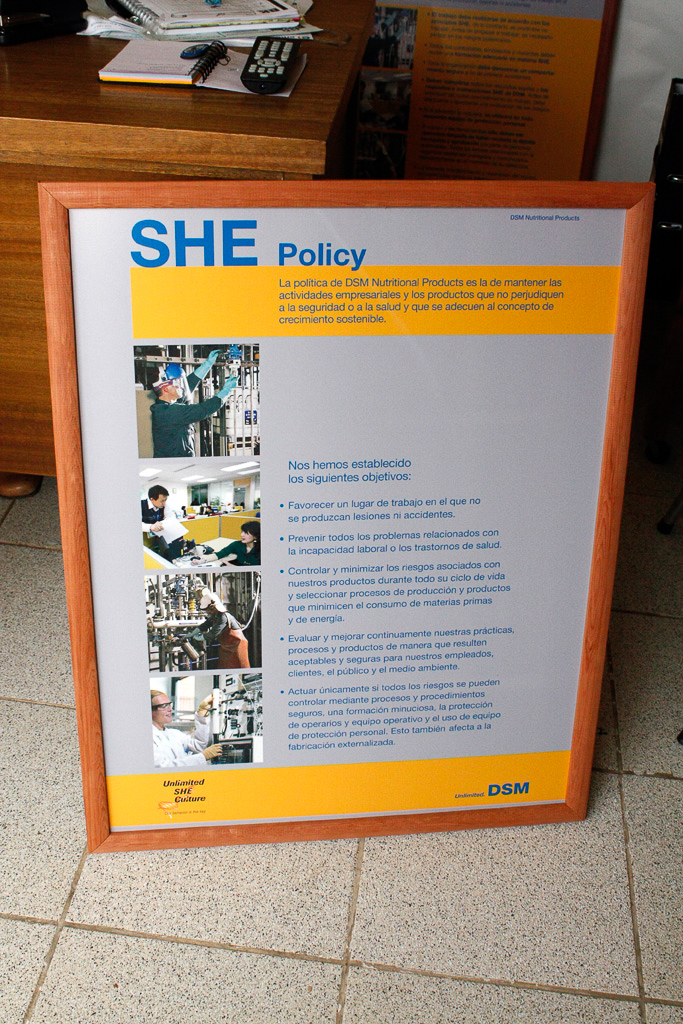 DSM Nutritional Products
SHE Policy
La política de DSM Nutritional Products es la de mantener las
actividades empresariales y los productos que no perjudiquen
a la seguridad o a la salud y que se adecuen al concepto de
crecimiento sostenible.
Nos hemos establecido
los siguientes objetivos:
• Favorecer un lugar de trabajo en el que no
se produzcan lesiones ni accidentes.
• Prevenir todos los problemas relacionados con
la incapacidad laboral o los trastornos de salud.
• Controlar y minimizar los riesgos asociados con
nuestros productos durante todo su ciclo de vida
y seleccionar procesos de producción y productos
que minimicen el consumo de materias primas
y de energía.
• Evaluar y mejorar continuamente nuestras prácticas,
procesos y productos de manera que resulten
aceptables y seguras para nuestros empleados,
clientes, el público y el medio ambiente.
• Actuar únicamente si todos los riesgos se pueden
controlar mediante procesos y procedimientos
seguros, una formación minuciosa, la protección
de operarios y equipo operativo y el uso de equipo
de protección personal. Esto también afecta a la
fabricación externalizada.
Unlimited
SHE
Culture
Unlimited. DSM